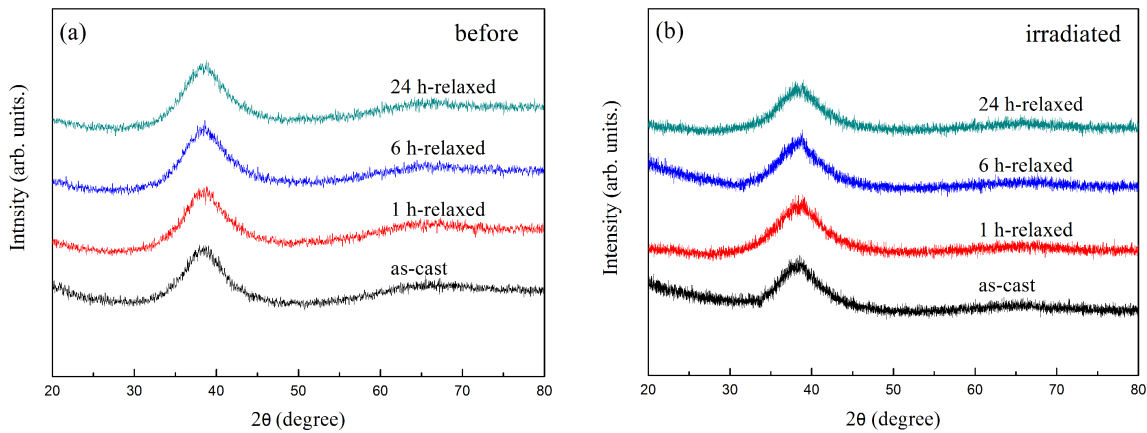 (a)
before
24 h-relaxed
6 h-relaxed
1 h-relaxed
as-cast
Intnsity (arb. units.)
20 30 40 50 60 70 80
2θ (degree)
(b)
irradiated
24 h-relaxed
6 h-relaxed
1 h-relaxed
as-cast
Intensity (arb. units.)
20 30 40 50 60 70 80
2θ (degree)